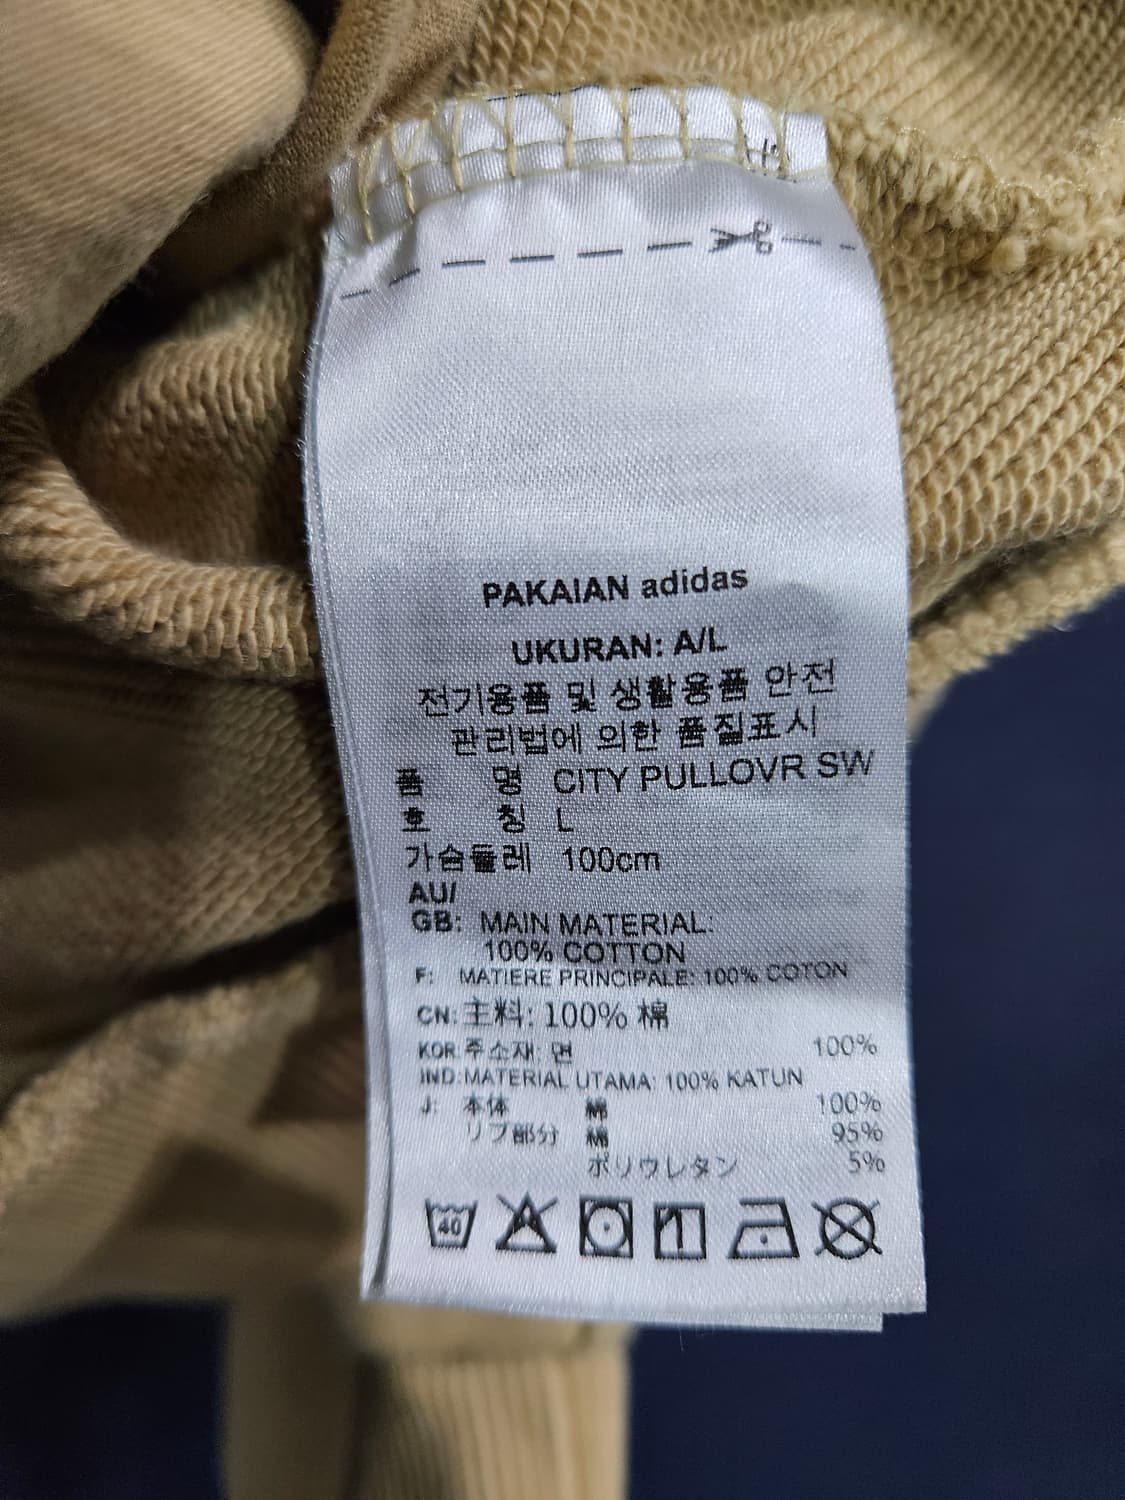 PAKAIAN adidas
UKURAN: A/L
전기용품 및 생활용품 안전
관리법에 의한 품질표시
품 명 CITY PULLOVR SW
호 칭 L
가슴둘레 100cm
AU/
GB: MAIN MATERIAL:
100% COTTON
F: MATIERE PRINCIPALE: 100% COTON
CN: 主料: 100% 棉
KOR: 주소재: 면 100%
IND: MATERIAL UTAMA: 100% KATUN
J: 本体 綿 100%
リブ部分 綿 95%
ポリウレタン 5%
40